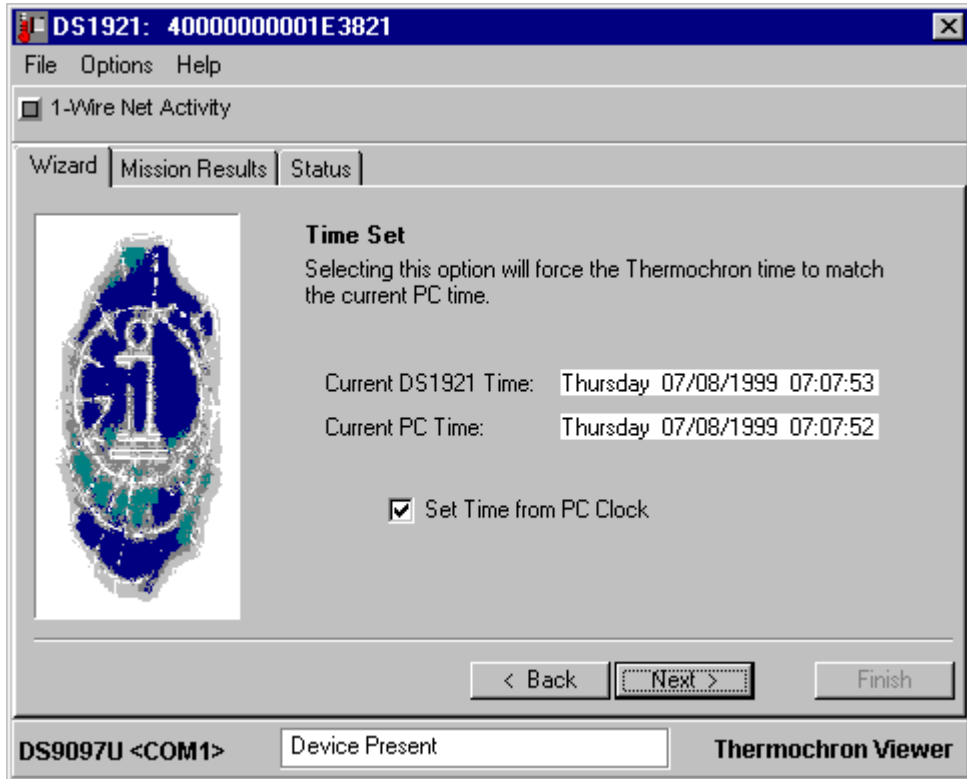 DS1921: 40000000001E3821
File Options Help
1-Wire Net Activity
Wizard Mission Results Status
Time Set
Selecting this option will force the Thermochron time to match
the current PC time.
Current DS1921 Time: Thursday 07/08/1999 07:07:53
Current PC Time: Thursday 07/08/1999 07:07:52
Set Time from PC Clock
< Back Next > Finish
DS9097U <COM1> Device Present Thermochron Viewer